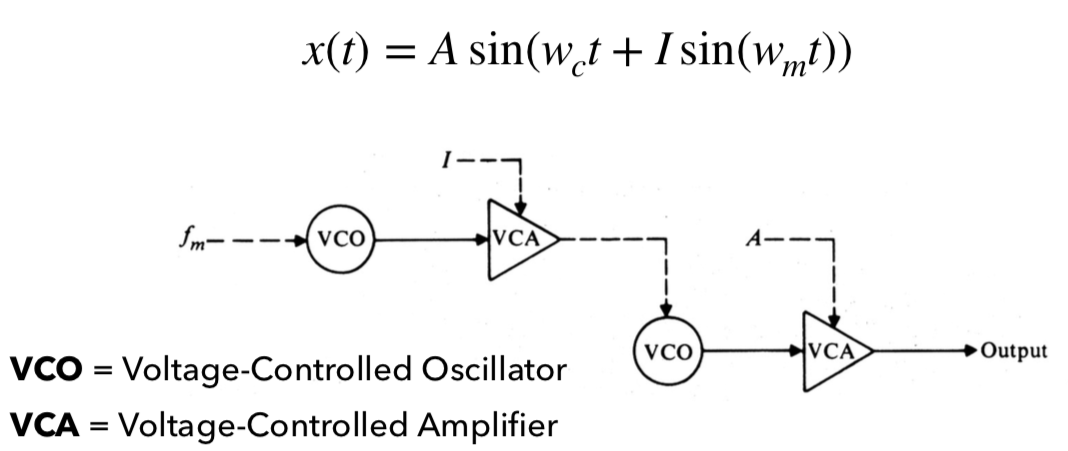 x(t) = A sin(w_c t + I sin(w_m t))
I
f_m
VCO
VCA
A
VCO
VCA
Output
VCO = Voltage-Controlled Oscillator
VCA = Voltage-Controlled Amplifier